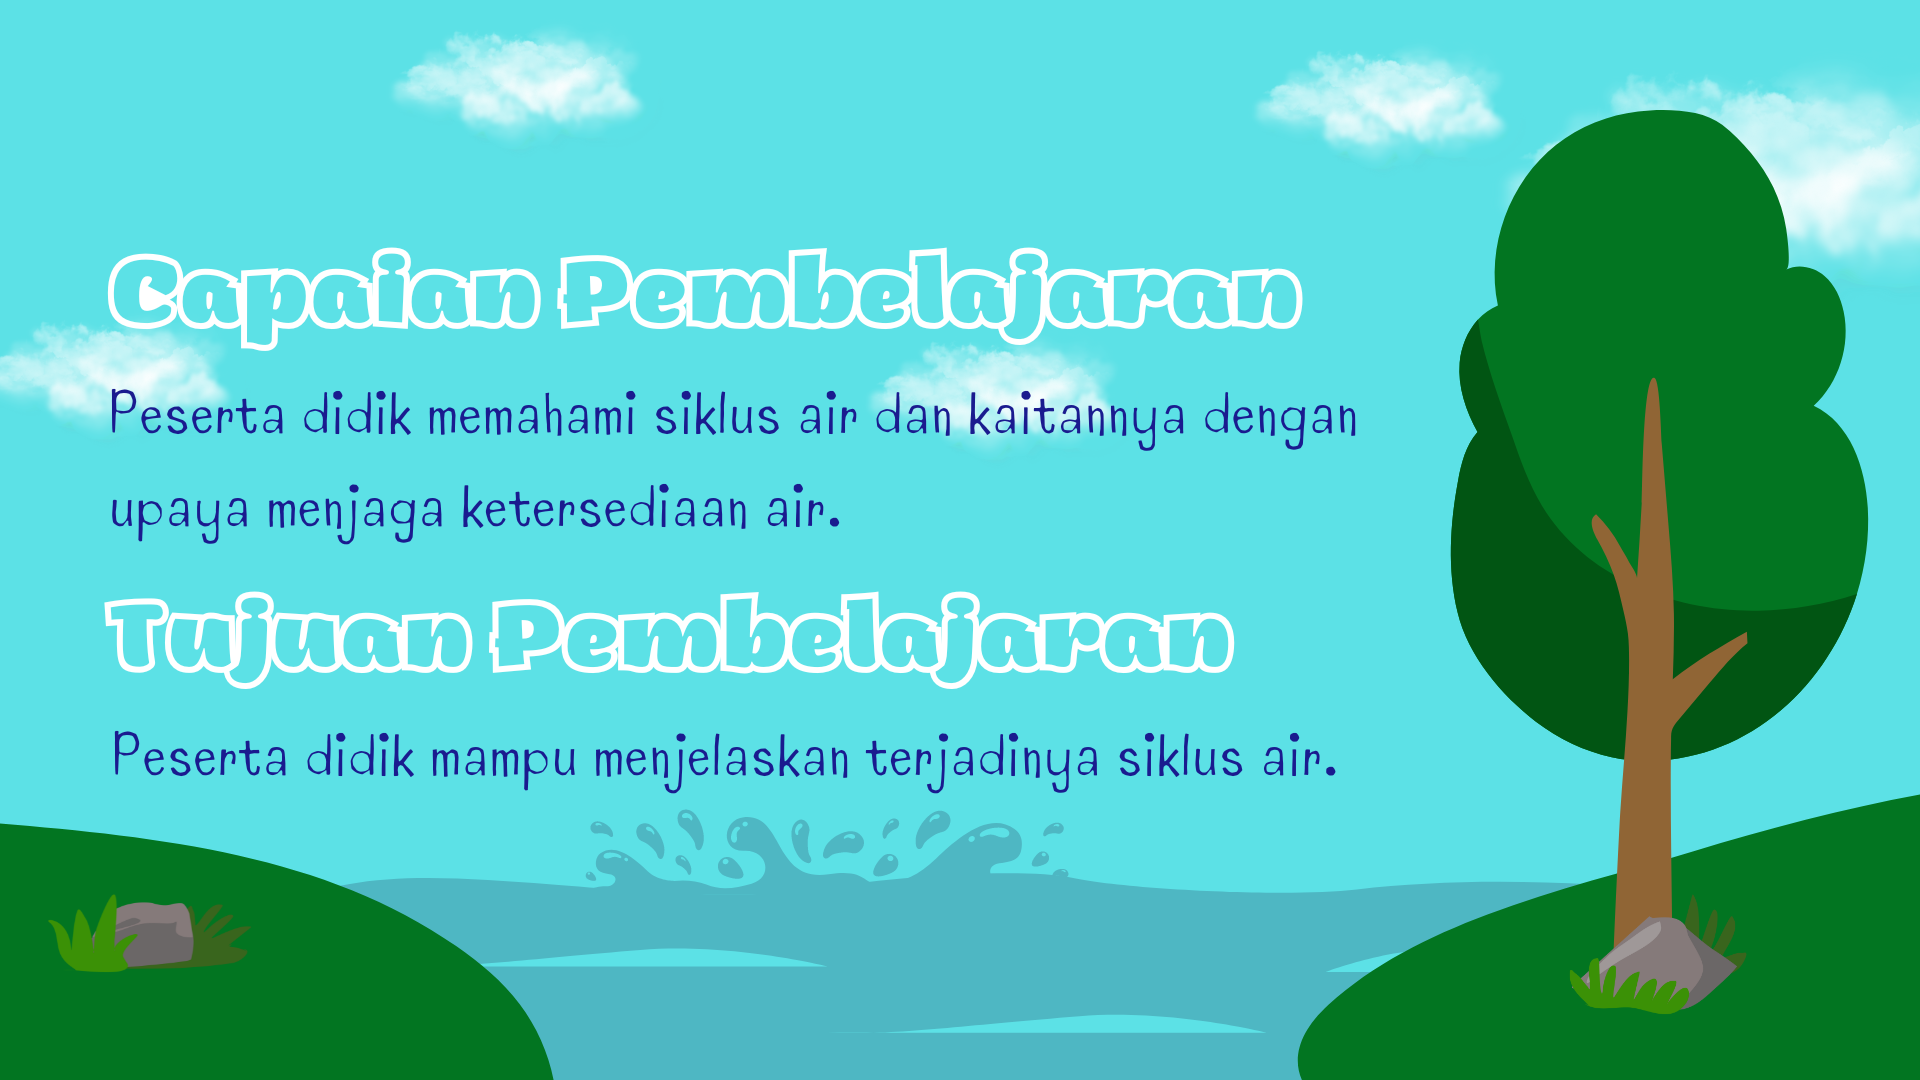 Capaian Pembelajaran
Peserta didik memahami siklus air dan kaitannya dengan
upaya menjaga ketersediaan air.
Tujuan Pembelajaran
Peserta didik mampu menjelaskan terjadinya siklus air.